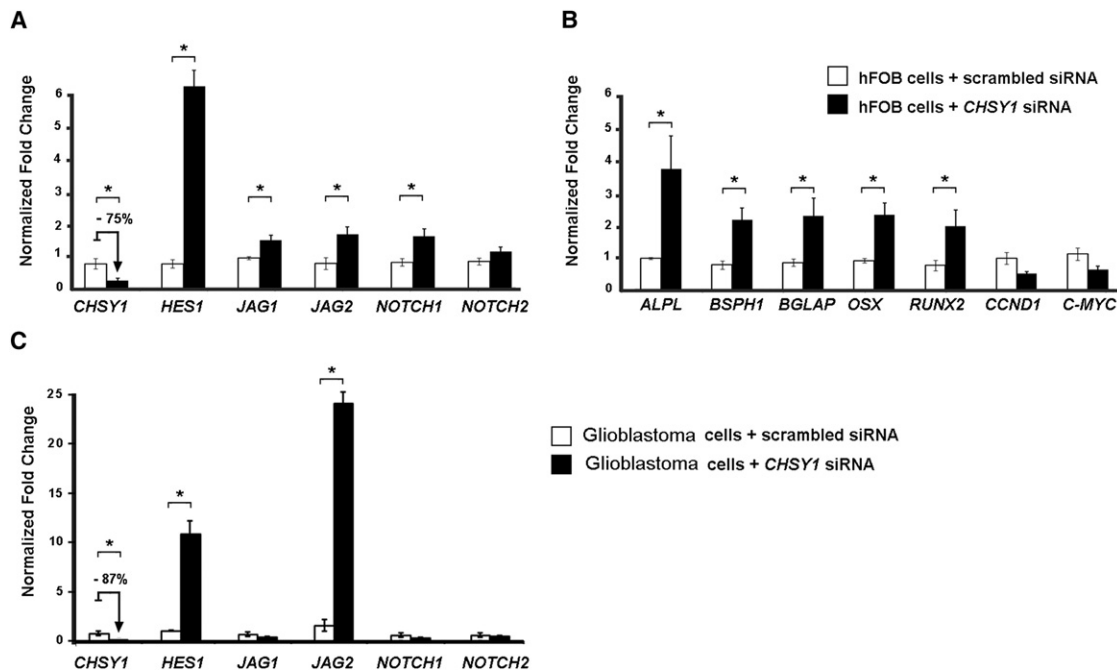 A
Normalized Fold Change
6
5
4
3
2
1
0
*
- 75%
*
*
*
*
CHSY1 HES1 JAG1 JAG2 NOTCH1 NOTCH2
B
hFOB cells + scrambled siRNA
hFOB cells + CHSY1 siRNA
Normalized Fold Change
6
5
4
3
2
1
0
*
*
*
*
*
ALPL BSPH1 BGLAP OSX RUNX2 CCND1 C-MYC
C
Normalized Fold Change
25
20
15
10
5
0
*
- 87%
*
*
CHSY1 HES1 JAG1 JAG2 NOTCH1 NOTCH2
Glioblastoma cells + scrambled siRNA
Glioblastoma cells + CHSY1 siRNA